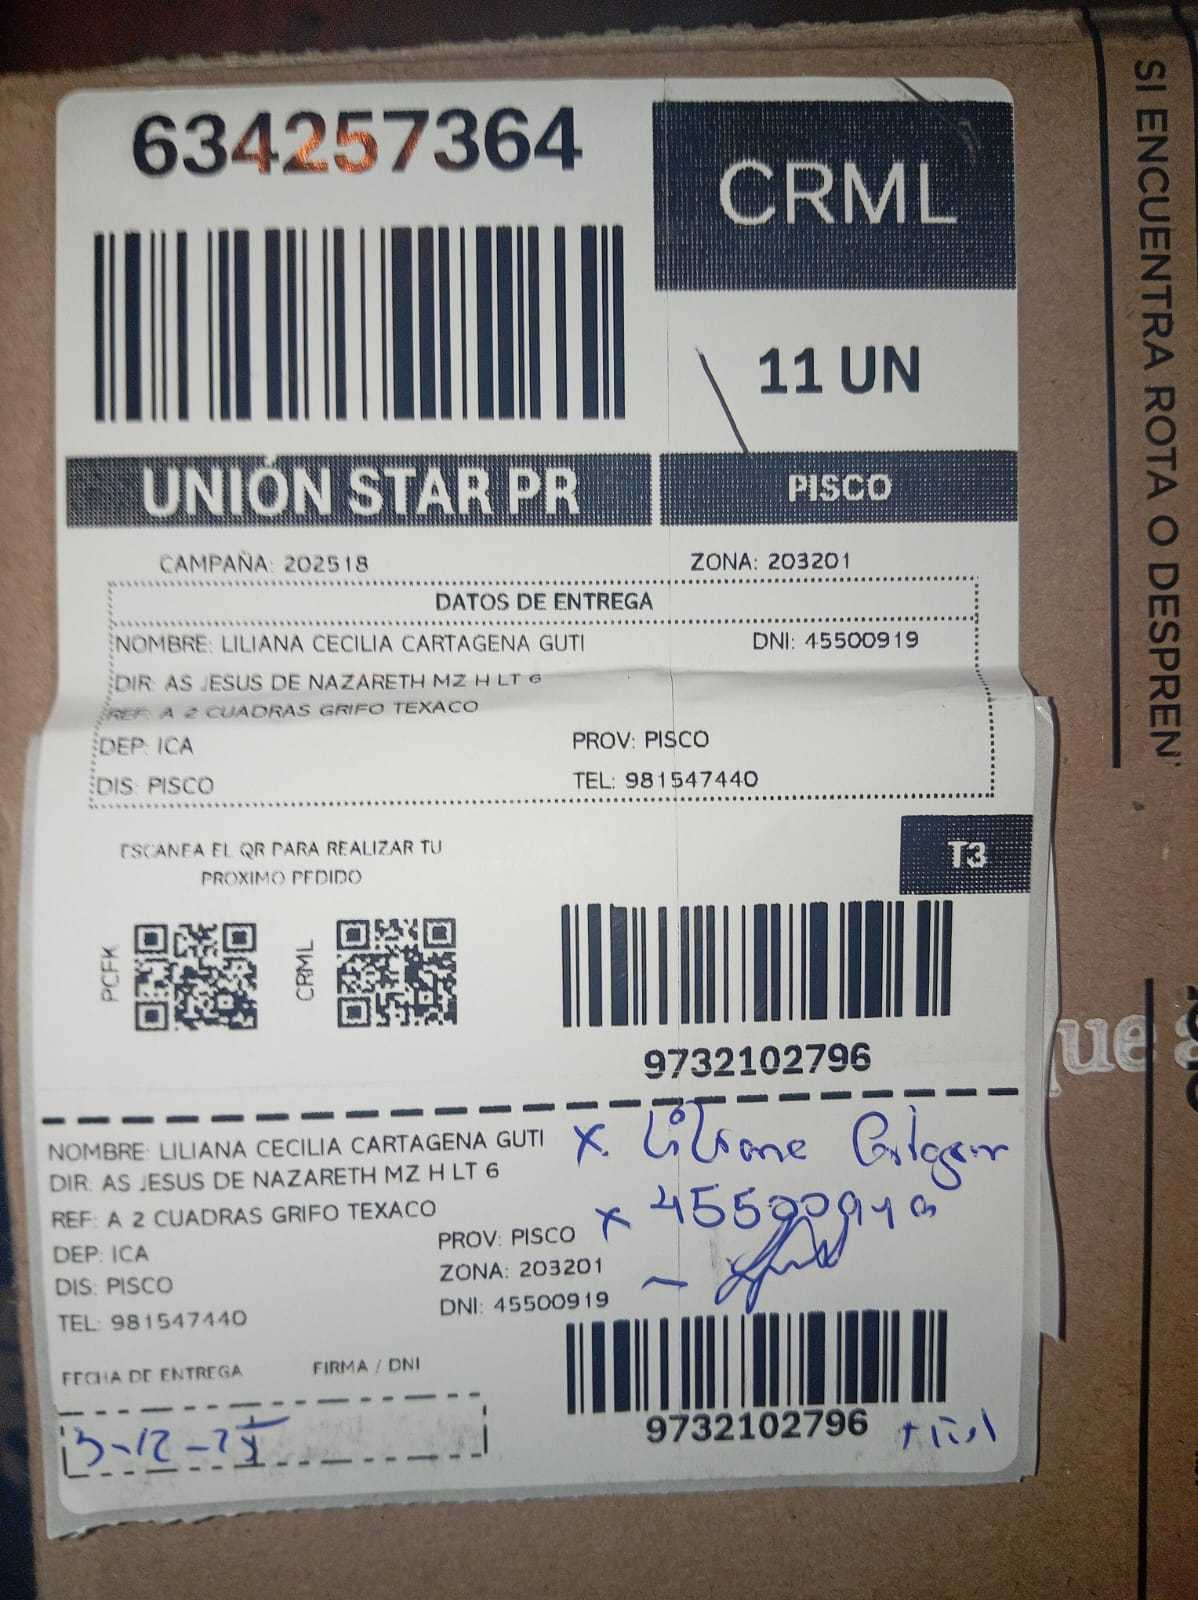 634257364
CRML
11 UN
UNIÓN STAR PR
PISCO
CAMPAÑA: 202518
ZONA: 203201
DATOS DE ENTREGA
NOMBRE: LILIANA CECILIA CARTAGENA GUTI
DNI: 45500919
DIR: AS JESUS DE NAZARETH MZ H LT 6
REF: A 2 CUADRAS GRIFO TEXACO
DEP: ICA
PROV: PISCO
DIS: PISCO
TEL: 981547440
T3
ESCANEA EL QR PARA REALIZAR TU
PROXIMO PEDIDO
PCFK
CRML
9732102796
NOMBRE: LILIANA CECILIA CARTAGENA GUTI
DIR: AS JESUS DE NAZARETH MZ H LT 6
REF: A 2 CUADRAS GRIFO TEXACO
DEP: ICA
PROV: PISCO
DIS: PISCO
ZONA: 203201
TEL: 981547440
DNI: 45500919
FECHA DE ENTREGA
FIRMA / DNI
9732102796
SI ENCUENTRA ROTA O DESPREN
que